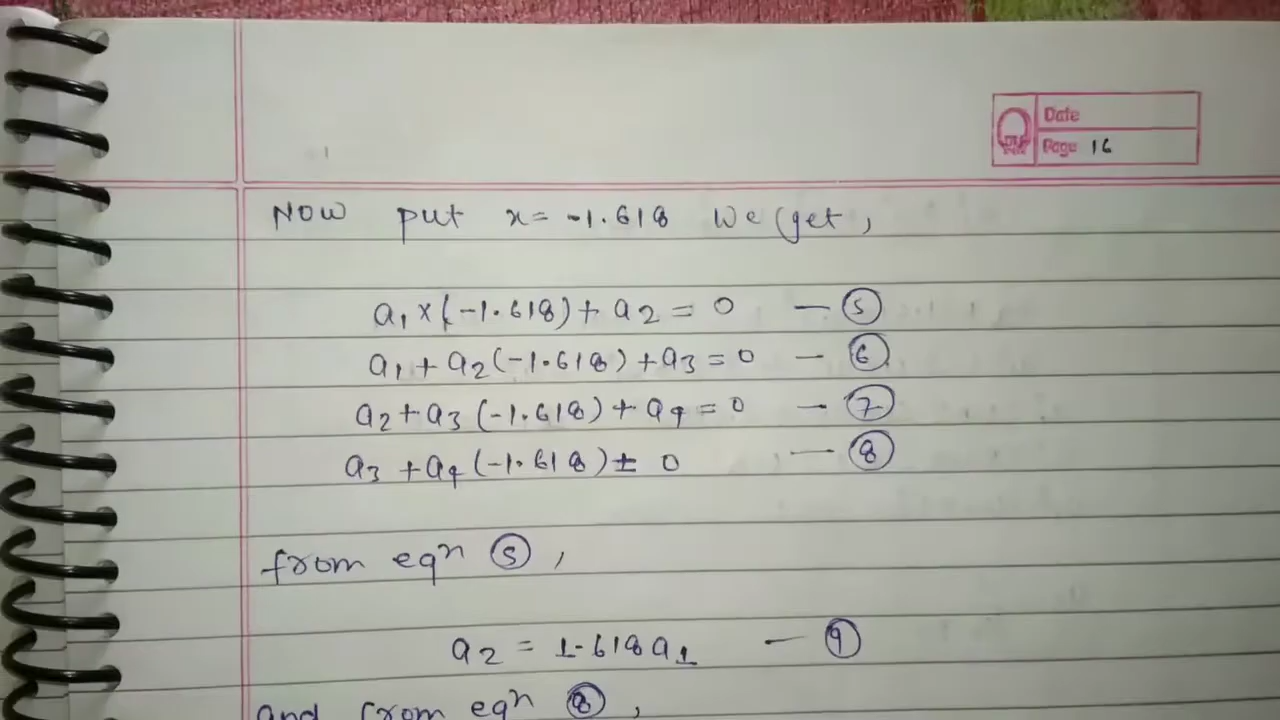 Date
Page 16
Now put x = -1.618 we get,
a₁×(-1.618) + a₂ = 0 — ⑤
a₁ + a₂(-1.618) + a₃ = 0 — ⑥
a₂ + a₃(-1.618) + a₄ = 0 — ⑦
a₃ + a₄(-1.618) = 0 — ⑧
from eqⁿ ⑤,
a₂ = 1.618a₁ — ⑨
and from eqⁿ ⑧,